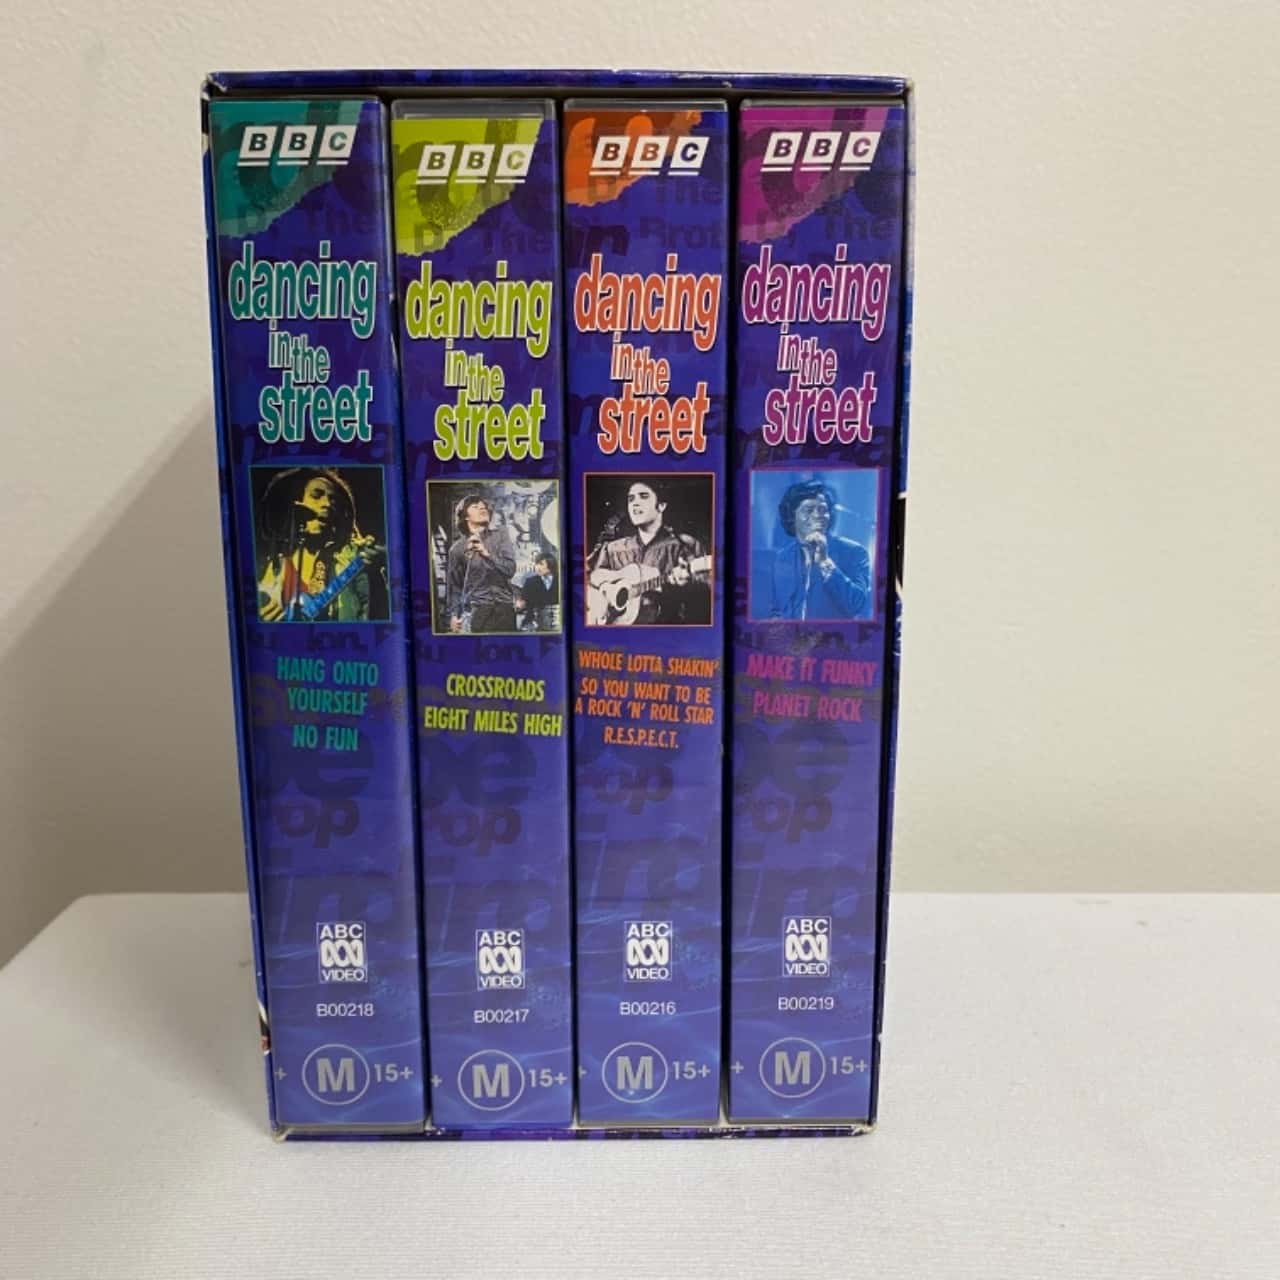 BBC
dancing
in the
street
HANG ONTO
YOURSELF
NO FUN
ABC
VIDEO
B00218
M 15+
BBC
dancing
in the
street
CROSSROADS
EIGHT MILES HIGH
ABC
VIDEO
B00217
+ M 15+
BBC
dancing
in the
street
WHOLE LOTTA SHAKIN'
SO YOU WANT TO BE
A ROCK 'N' ROLL STAR
R.E.S.P.E.C.T.
ABC
VIDEO
B00216
+ M 15+
BBC
dancing
in the
street
MAKE IT FUNKY
PLANET ROCK
ABC
VIDEO
B00219
+ M 15+